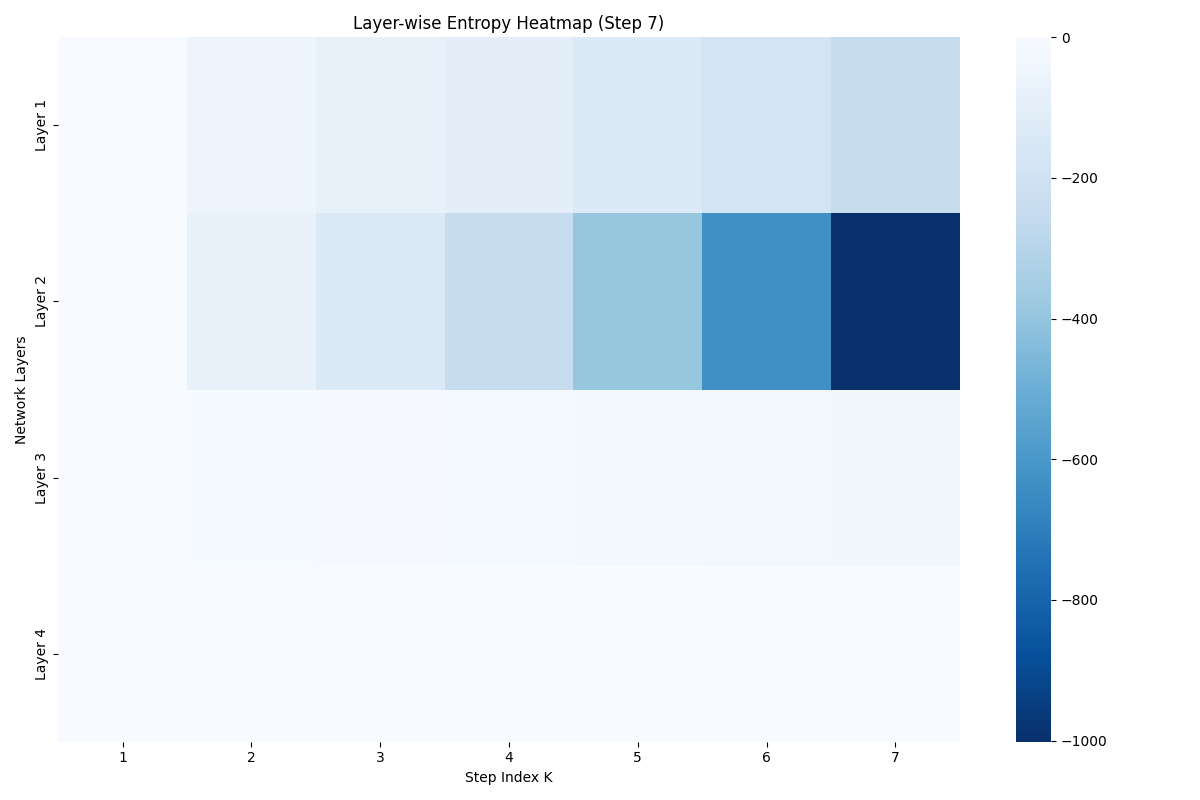 Layer-wise Entropy Heatmap (Step 7)
Network Layers
Layer 1
Layer 2
Layer 3
Layer 4
1 2 3 4 5 6 7
Step Index K
0
−200
−400
−600
−800
−1000